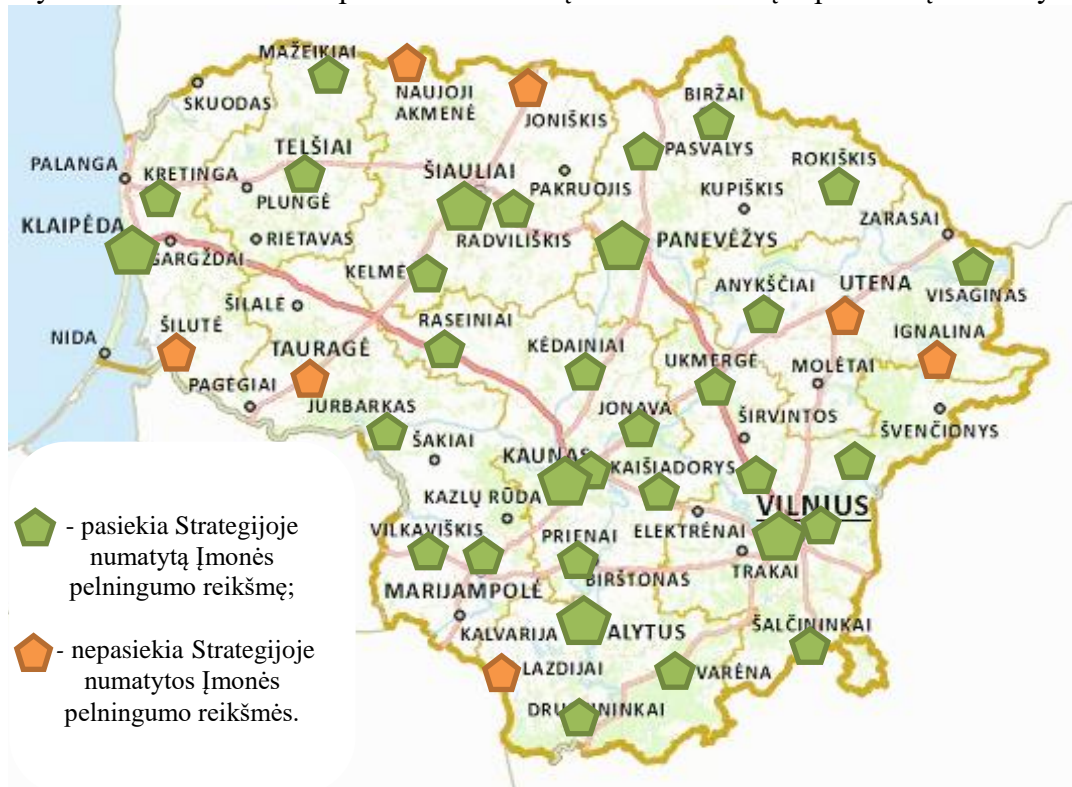 MAŽEIKIAI
SKUODAS
NAUJOJI
AKMENĖ
JONIŠKIS
BIRŽAI
PASVALYS
ROKIŠKIS
PALANGA
KRETINGA
TELŠIAI
PLUNGĖ
ŠIAULIAI
PAKRUOJIS
KUPIŠKIS
ZARASAI
KLAIPĖDA
GARGŽDAI
RIETAVAS
RADVILIŠKIS
PANEVĖŽYS
KELMĖ
ANYKŠČIAI
UTENA
VISAGINAS
ŠILALĖ
NIDA
ŠILUTĖ
RASEINIAI
IGNALINA
TAURAGĖ
KĖDAINIAI
UKMERGĖ
MOLĖTAI
PAGĖGIAI
JURBARKAS
JONAVA
ŠIRVINTOS
ŠVENČIONYS
ŠAKIAI
KAUNAS
KAIŠIADORYS
KAZLŲ RŪDA
VILNIUS
VILKAVIŠKIS
PRIENAI
ELEKTRĖNAI
BIRŠTONAS
TRAKAI
MARIJAMPOLĖ
KALVARIJA
ALYTUS
ŠALČININKAI
LAZDIJAI
VARĖNA
- pasiekia Strategijoje
numatytą Įmonės
pelningumo reikšmę;
- nepasiekia Strategijoje
numatytos Įmonės
pelningumo reikšmės.